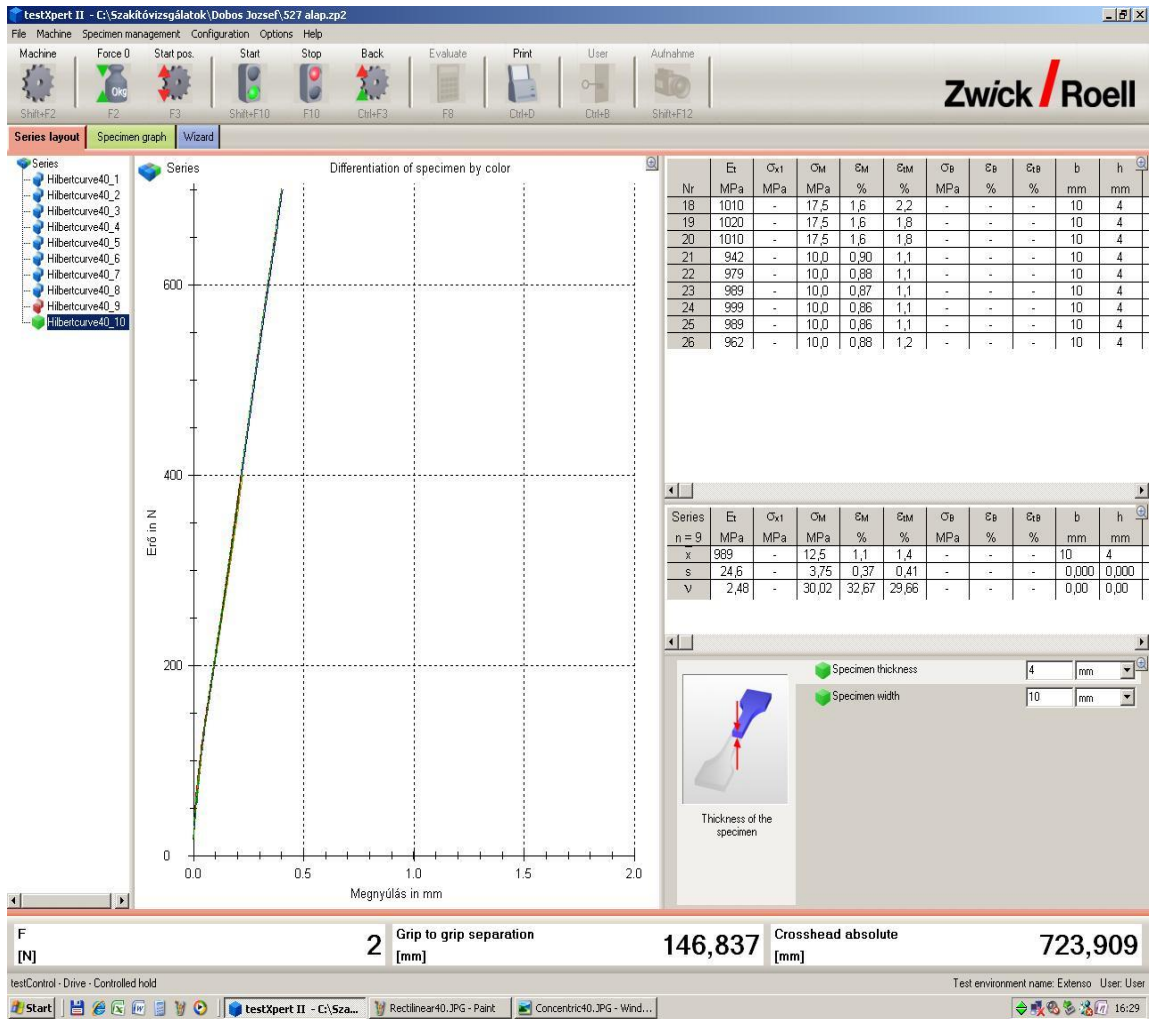 testXpert II - C:\Szakítóvizsgálatok\Dobos Jozsef\527 alap.zp2
File Machine Specimen management Configuration Options Help
Machine Force 0 Start pos. Start Stop Back Evaluate Print User Aufnahme
0kg
Shift+F2 F2 F3 Shift+F10 F10 Ctrl+F3 F8 Ctrl+D Ctrl+B Shift+F12
Zwick / Roell
Series layout Specimen graph Wizard
Series
Hilbertcurve40_1
Hilbertcurve40_2
Hilbertcurve40_3
Hilbertcurve40_4
Hilbertcurve40_5
Hilbertcurve40_6
Hilbertcurve40_7
Hilbertcurve40_8
Hilbertcurve40_9
Hilbertcurve40_10
Series Differentiation of specimen by color
600
400
200
0
Erő in N
0.0 0.5 1.0 1.5 2.0
Megnyúlás in mm
Et σx1 σM εM εtM σB εB εtB b h
Nr MPa MPa MPa % % MPa % % mm mm
18 1010 - 17,5 1,6 2,2 - - - 10 4
19 1020 - 17,5 1,6 1,8 - - - 10 4
20 1010 - 17,5 1,6 1,8 - - - 10 4
21 942 - 10,0 0,90 1,1 - - - 10 4
22 979 - 10,0 0,88 1,1 - - - 10 4
23 989 - 10,0 0,87 1,1 - - - 10 4
24 999 - 10,0 0,86 1,1 - - - 10 4
25 989 - 10,0 0,86 1,1 - - - 10 4
26 962 - 10,0 0,88 1,2 - - - 10 4
Series Et σx1 σM εM εtM σB εB εtB b h
n = 9 MPa MPa MPa % % MPa % % mm mm
x̄ 989 - 12,5 1,1 1,4 - - - 10 4
s 24,6 - 3,75 0,37 0,41 - - - 0,000 0,000
ν 2,48 - 30,02 32,67 29,66 - - - 0,00 0,00
Specimen thickness 4 mm
Specimen width 10 mm
Thickness of the
specimen
F
[N] 2
Grip to grip separation
[mm] 146,837
Crosshead absolute
[mm] 723,909
testControl - Drive - Controlled hold Test environment name: Extenso User: User
Start testXpert II - C:\Sza... Rectilinear40.JPG - Paint Concentric40.JPG - Wind... 16:29